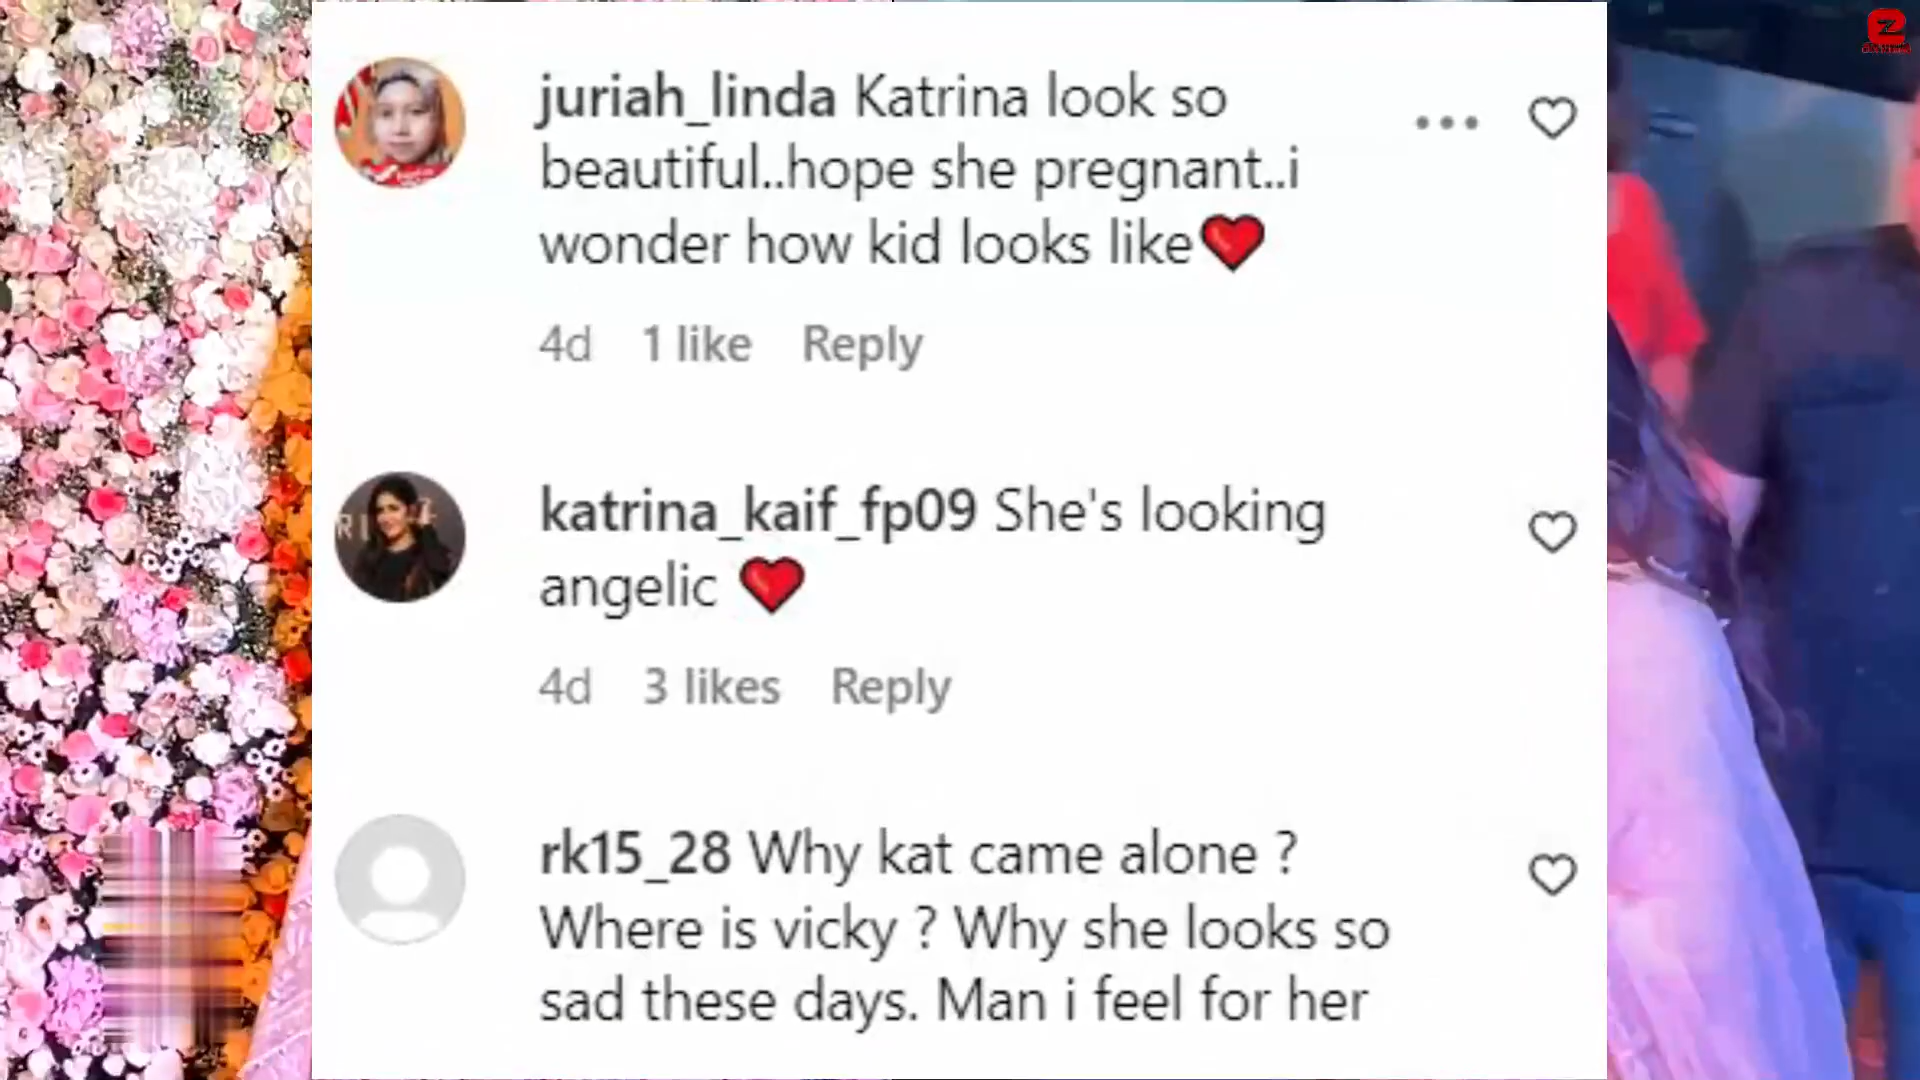 juriah_linda Katrina look so
beautiful..hope she pregnant..i
wonder how kid looks like❤
4d 1 like Reply
katrina_kaif_fp09 She's looking
angelic ❤
4d 3 likes Reply
rk15_28 Why kat came alone ?
Where is vicky ? Why she looks so
sad these days. Man i feel for her